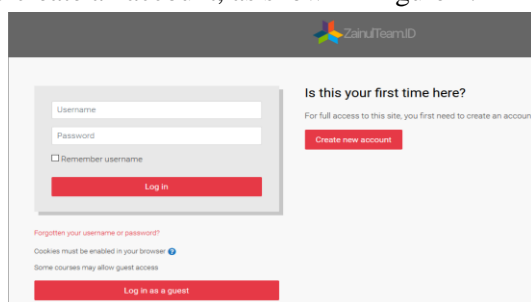 ZainulTeam.ID
Username
Password
Remember username
Log in
Forgotten your username or password?
Cookies must be enabled in your browser
Some courses may allow guest access
Log in as a guest
Is this your first time here?
For full access to this site, you first need to create an accoun
Create new account